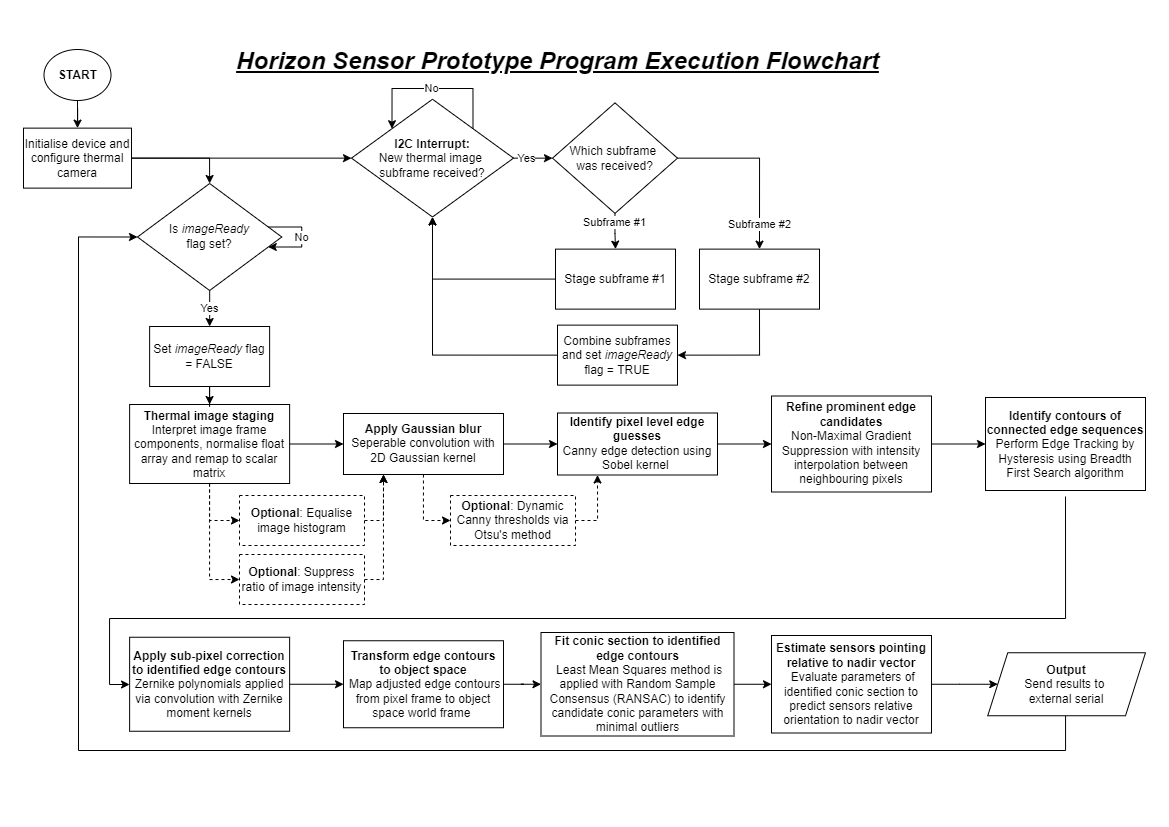 Horizon Sensor Prototype Program Execution Flowchart
START
Initialise device and
configure thermal
camera
No
I2C Interrupt:
New thermal image
subframe received?
Yes
Which subframe
was received?
Subframe #1
Subframe #2
Stage subframe #1
Stage subframe #2
Combine subframes
and set imageReady
flag = TRUE
Is imageReady
flag set?
No
Yes
Set imageReady flag
= FALSE
Thermal image staging
Interpret image frame
components, normalise float
array and remap to scalar
matrix
Apply Gaussian blur
Seperable convolution with
2D Gaussian kernel
Identify pixel level edge
guesses
Canny edge detection using
Sobel kernel
Refine prominent edge
candidates
Non-Maximal Gradient
Suppression with intensity
interpolation between
neighbouring pixels
Identify contours of
connected edge sequences
Perform Edge Tracking by
Hysteresis using Breadth
First Search algorithm
Optional: Equalise
image histogram
Optional: Suppress
ratio of image intensity
Optional: Dynamic
Canny thresholds via
Otsu's method
Apply sub-pixel correction
to identified edge contours
Zernike polynomials applied
via convolution with Zernike
moment kernels
Transform edge contours
to object space
Map adjusted edge contours
from pixel frame to object
space world frame
Fit conic section to identified
edge contours
Least Mean Squares method is
applied with Random Sample
Consensus (RANSAC) to identify
candidate conic parameters with
minimal outliers
Estimate sensors pointing
relative to nadir vector
Evaluate parameters of
identified conic section to
predict sensors relative
orientation to nadir vector
Output
Send results to
external serial